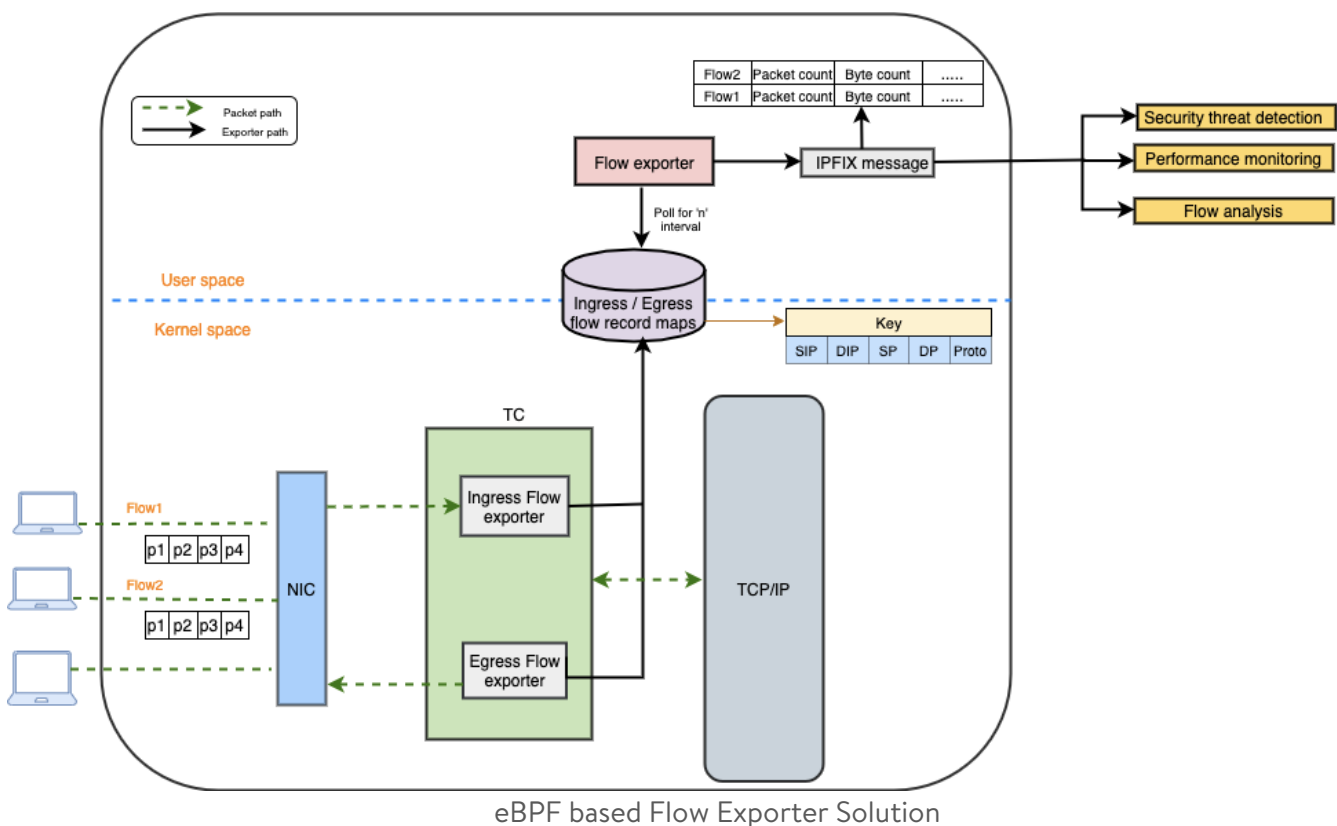 Flow2 Packet count Byte count .....
Flow1 Packet count Byte count .....
Packet path
Exporter path
Security threat detection
Performance monitoring
Flow analysis
Flow exporter
IPFIX message
Poll for 'n'
interval
User space
Kernel space
Ingress / Egress
flow record maps
Key
SIP DIP SP DP Proto
TC
Ingress Flow
exporter
Flow1
p1 p2 p3 p4
Flow2
p1 p2 p3 p4
NIC
TCP/IP
Egress Flow
exporter
eBPF based Flow Exporter Solution